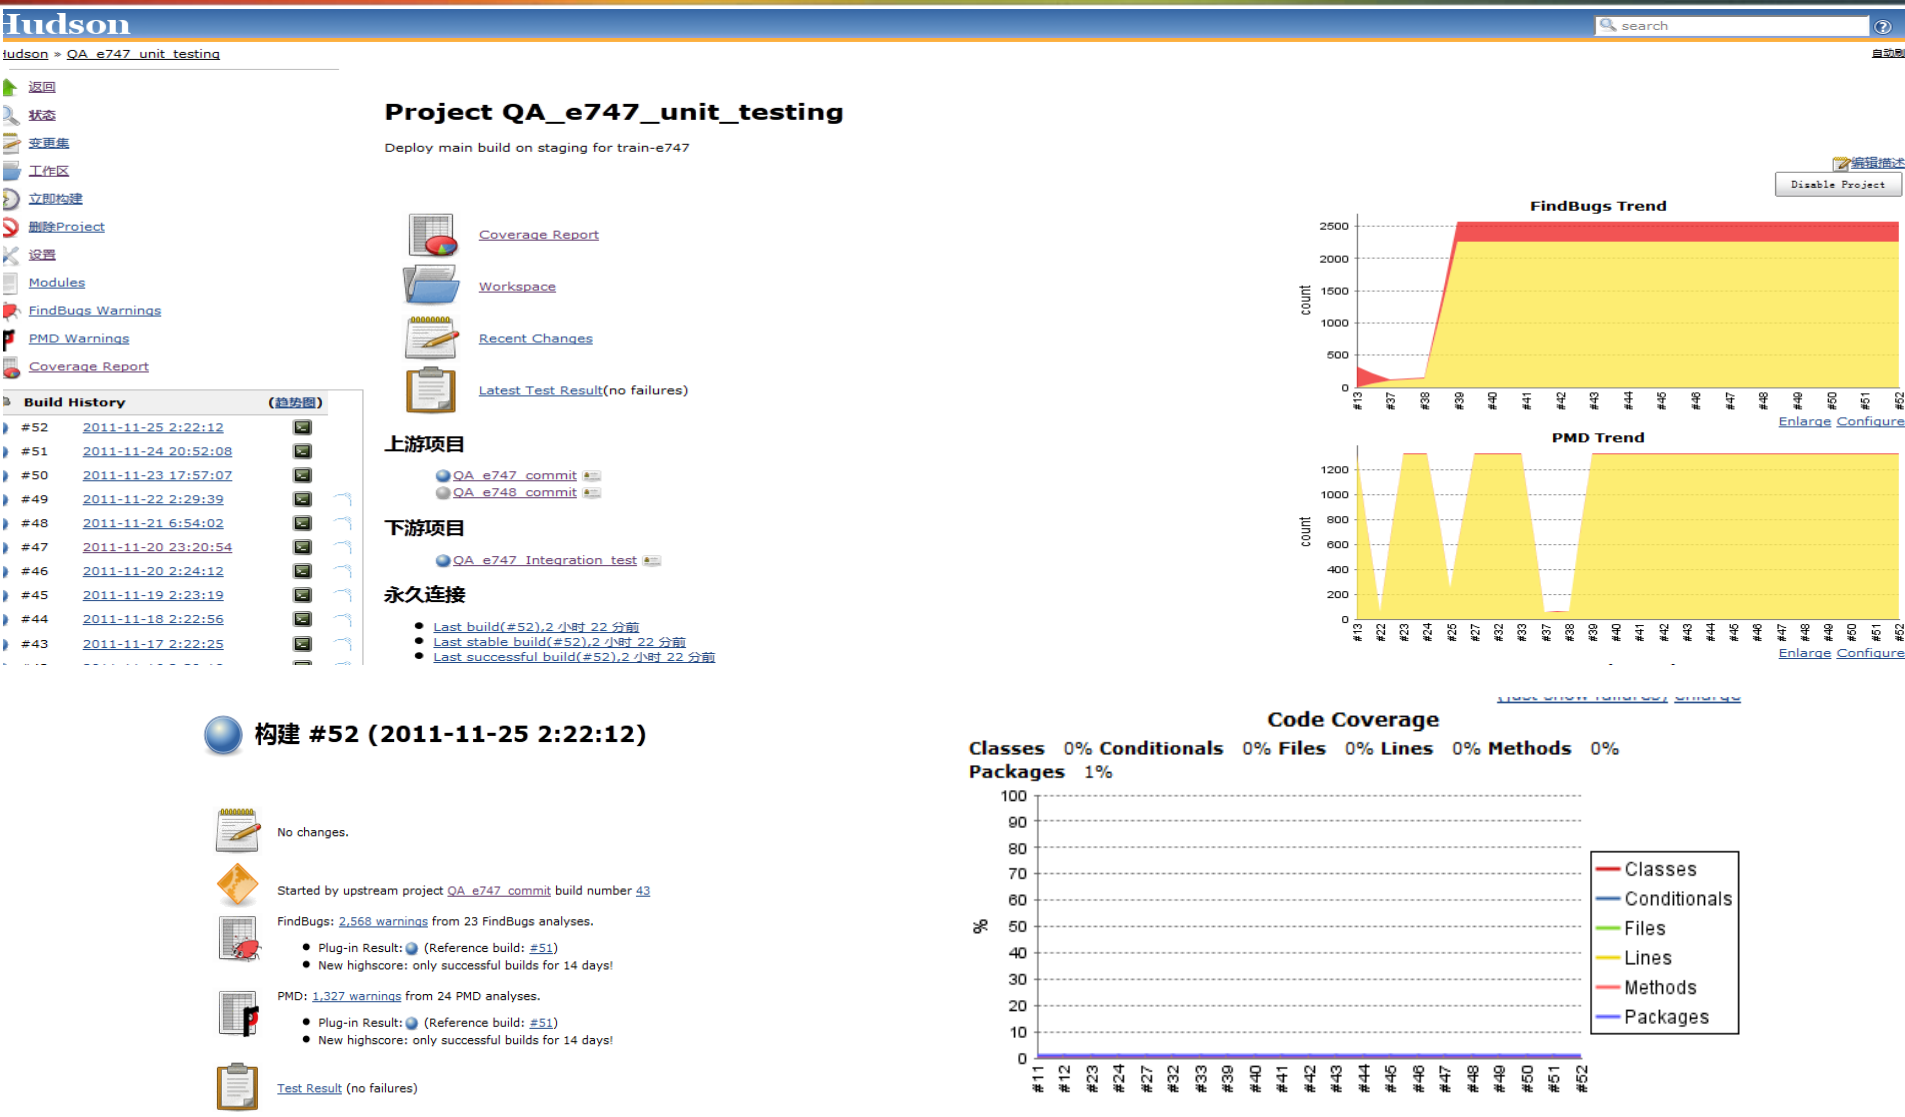 Hudson
search
Hudson » QA_e747_unit_testing
自动刷
返回
状态
变更集
工作区
立即构建
删除Project
设置
Modules
FindBugs Warnings
PMD Warnings
Coverage Report
Build History (趋势图)
#52 2011-11-25 2:22:12
#51 2011-11-24 20:52:08
#50 2011-11-23 17:57:07
#49 2011-11-22 2:29:39
#48 2011-11-21 6:54:02
#47 2011-11-20 23:20:54
#46 2011-11-20 2:24:12
#45 2011-11-19 2:23:19
#44 2011-11-18 2:22:56
#43 2011-11-17 2:22:25
Project QA_e747_unit_testing
Deploy main build on staging for train-e747
编辑描述
Disable Project
Coverage Report
Workspace
Recent Changes
Latest Test Result(no failures)
上游项目
QA_e747_commit
QA_e748_commit
下游项目
QA_e747_Integration_test
永久连接
Last build(#52),2 小时 22 分前
Last stable build(#52),2 小时 22 分前
Last successful build(#52),2 小时 22 分前
FindBugs Trend
2500
2000
1500
1000
500
0
count
#13 #37 #38 #39 #40 #41 #42 #43 #44 #45 #46 #47 #48 #49 #50 #51 #52
Enlarge Configure
PMD Trend
1200
1000
800
600
400
200
0
count
#13 #22 #23 #24 #25 #27 #32 #33 #37 #38 #39 #40 #41 #42 #43 #44 #45 #46 #47 #48 #49 #50 #51 #52
Enlarge Configure
构建 #52 (2011-11-25 2:22:12)
No changes.
Started by upstream project QA_e747_commit build number 43
FindBugs: 2,568 warnings from 23 FindBugs analyses.
Plug-in Result: (Reference build: #51)
New highscore: only successful builds for 14 days!
PMD: 1,327 warnings from 24 PMD analyses.
Plug-in Result: (Reference build: #51)
New highscore: only successful builds for 14 days!
Test Result (no failures)
(just show failures) enlarge
Code Coverage
Classes 0% Conditionals 0% Files 0% Lines 0% Methods 0%
Packages 1%
100
90
80
70
60
50
40
30
20
10
0
%
#11 #12 #23 #24 #27 #32 #33 #39 #40 #41 #42 #43 #44 #45 #46 #47 #48 #49 #50 #51 #52
Classes
Conditionals
Files
Lines
Methods
Packages